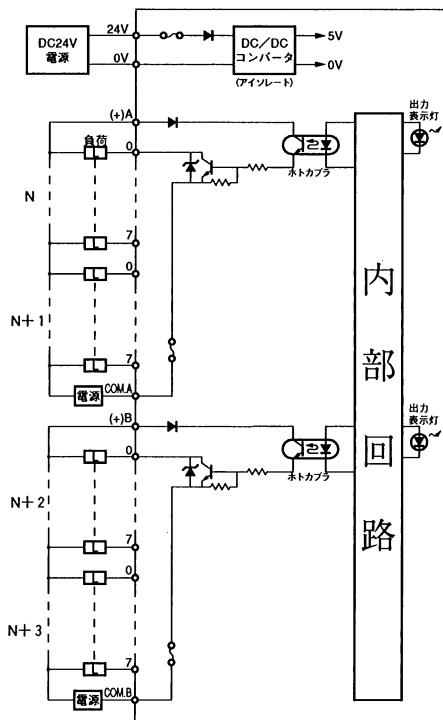 DC24V
電源
24V
0V
DC／DC
コンバータ
(アイソレート)
5V
0V
(+)A
負荷
L
0
N
7
L
0
L
N+1
7
L
電源
COM.A
ホトカプラ
出力
表示灯
内部回路
(+)B
0
L
N+2
7
L
0
L
N+3
7
L
電源
COM.B
ホトカプラ
出力
表示灯